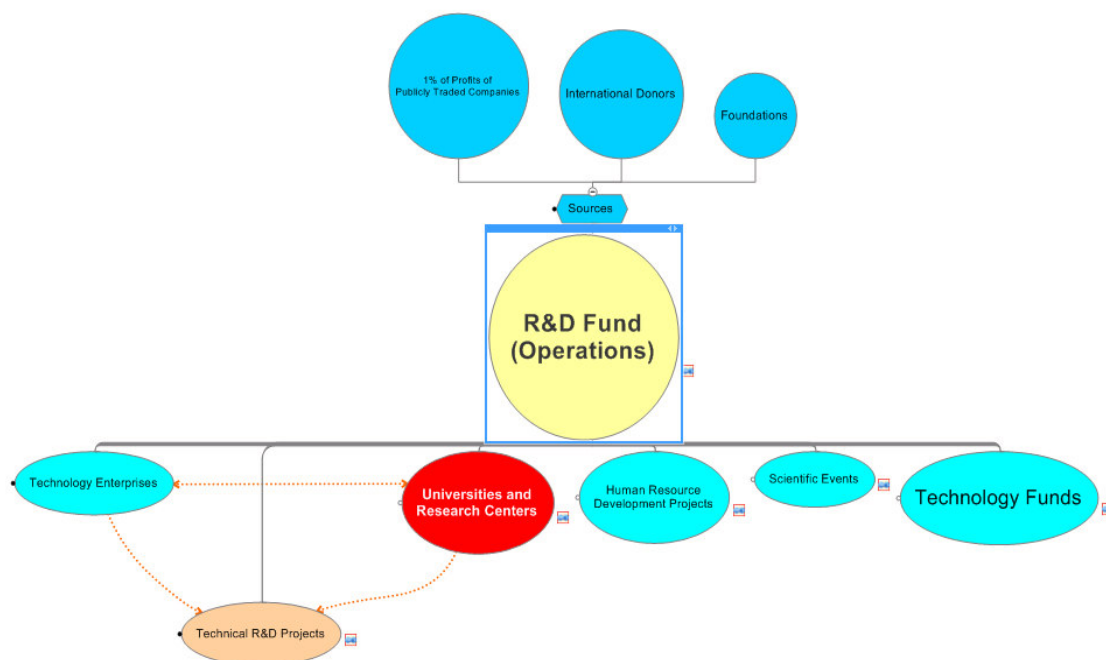 1% of Profits of
Publicly Traded Companies
International Donors
Foundations
Sources
R&D Fund
(Operations)
Technology Enterprises
Universities and
Research Centers
Human Resource
Development Projects
Scientific Events
Technology Funds
Technical R&D Projects